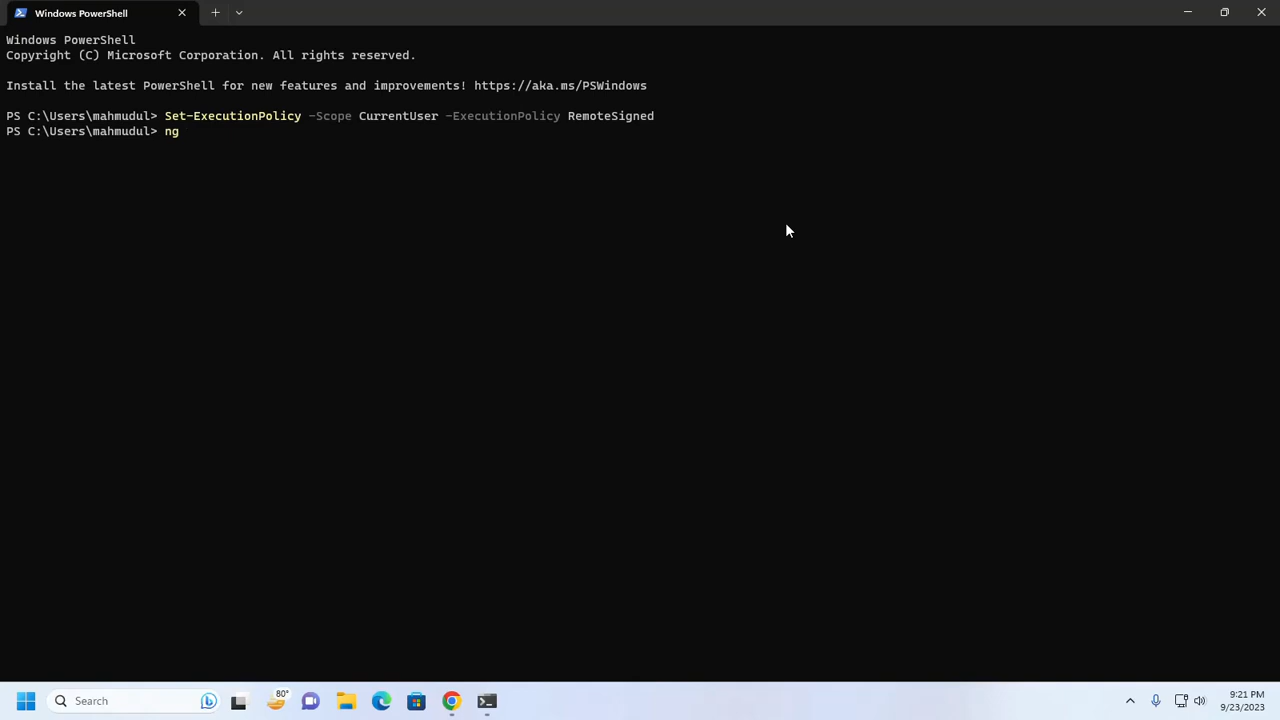 Windows PowerShell
Windows PowerShell
Copyright (C) Microsoft Corporation. All rights reserved.
Install the latest PowerShell for new features and improvements! https://aka.ms/PSWindows
PS C:\Users\mahmudul> Set-ExecutionPolicy -Scope CurrentUser -ExecutionPolicy RemoteSigned
PS C:\Users\mahmudul> ng
Search
80°
9:21 PM
9/23/2023